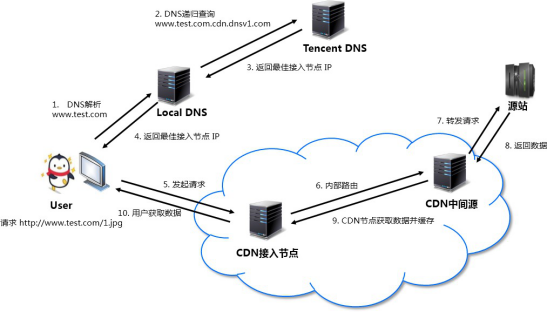 2. DNS递归查询
www.test.com.cdn.dnsv1.com
Tencent DNS
3. 返回最佳接入节点 IP
1. DNS解析
www.test.com
Local DNS
4. 返回最佳接入节点 IP
源站
7. 转发请求
8. 返回数据
5. 发起请求
6. 内部路由
User
10. 用户获取数据
CDN中间源
9. CDN节点获取数据并缓存
请求 http://www.test.com/1.jpg
CDN接入节点